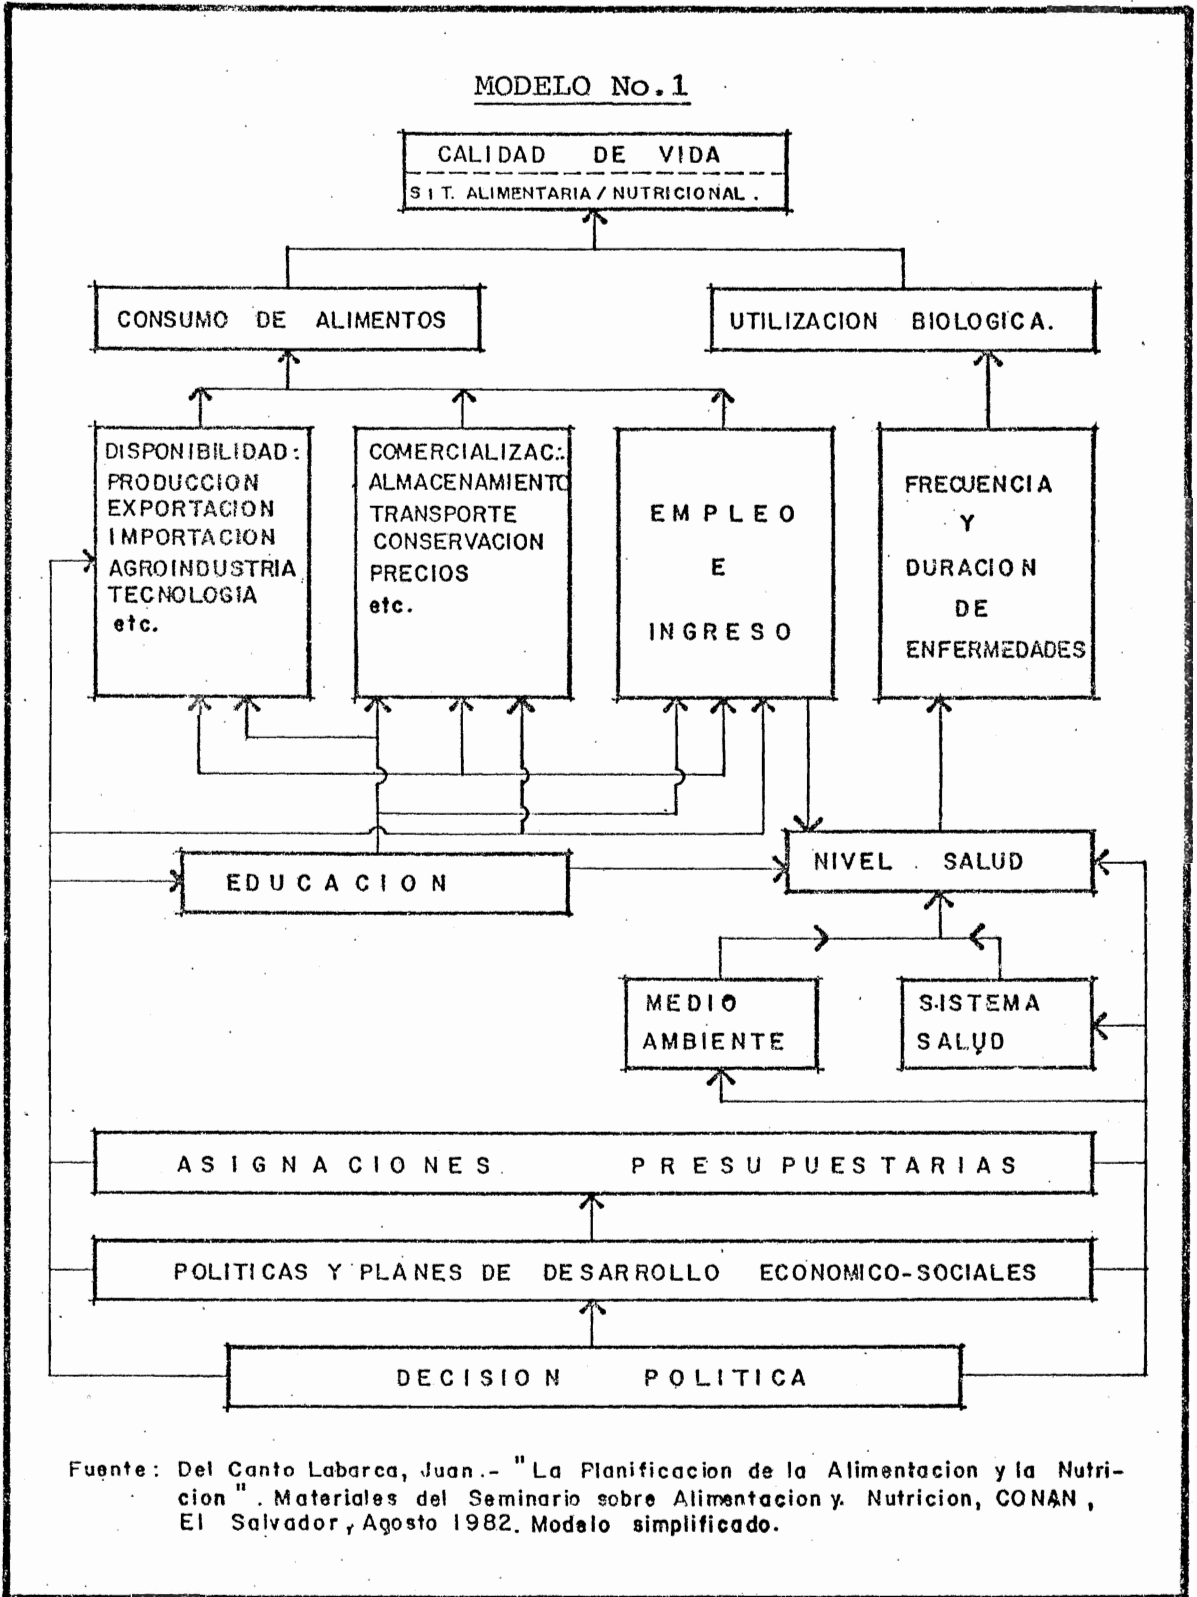 MODELO No.1
CALIDAD DE VIDA
SIT. ALIMENTARIA / NUTRICIONAL.
CONSUMO DE ALIMENTOS
UTILIZACION BIOLOGICA.
DISPONIBILIDAD:
PRODUCCION
EXPORTACION
IMPORTACION
AGROINDUSTRIA
TECNOLOGIA
etc.
COMERCIALIZAC.:
ALMACENAMIENTO
TRANSPORTE
CONSERVACION
PRECIOS
etc.
EMPLEO
E
INGRESO
FRECUENCIA
Y
DURACION
DE
ENFERMEDADES
EDUCACION
NIVEL SALUD
MEDIO
AMBIENTE
SISTEMA
SALUD
ASIGNACIONES PRESUPUESTARIAS
POLITICAS Y PLANES DE DESARROLLO ECONOMICO-SOCIALES
DECISION POLITICA
Fuente: Del Canto Labarca, Juan.- "La Planificacion de la Alimentacion y la Nutri-
cion". Materiales del Seminario sobre Alimentacion y. Nutricion, CONAN,
El Salvador, Agosto 1982. Modelo simplificado.